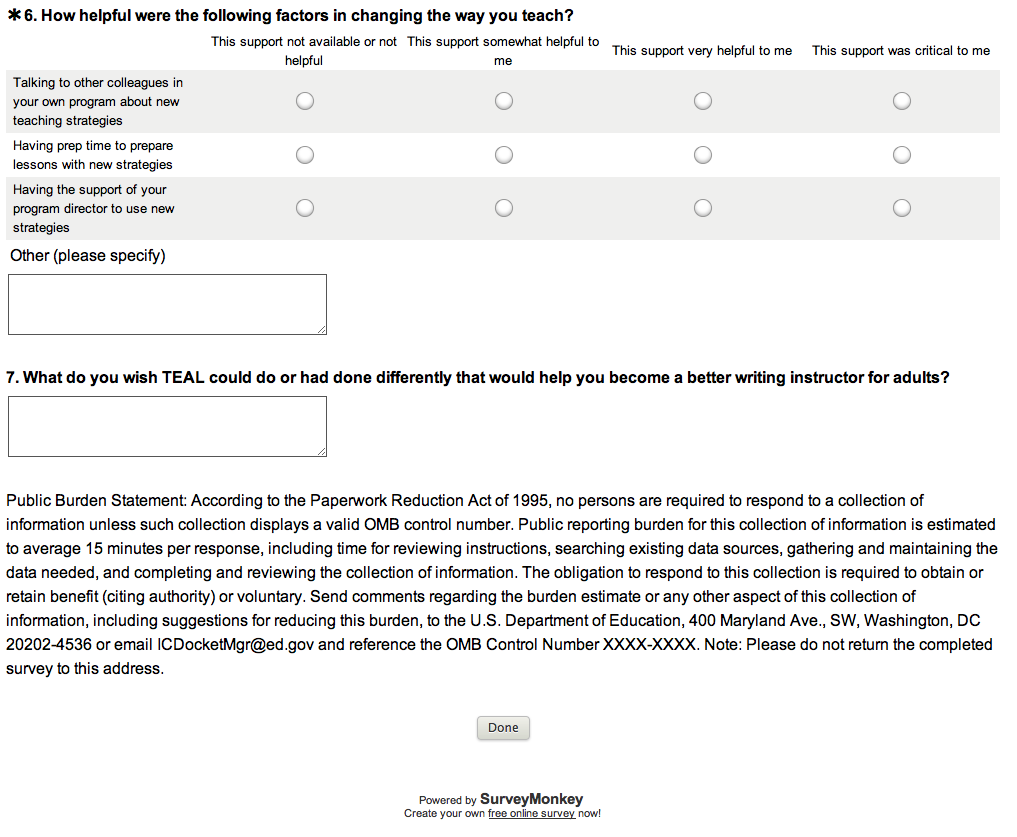 *6. How helpful were the following factors in changing the way you teach?
This support not available or not helpful
This support somewhat helpful to me
This support very helpful to me
This support was critical to me
Talking to other colleagues in
your own program about new
teaching strategies
Having prep time to prepare
lessons with new strategies
Having the support of your
program director to use new
strategies
Other (please specify)
7. What do you wish TEAL could do or had done differently that would help you become a better writing instructor for adults?
Public Burden Statement: According to the Paperwork Reduction Act of 1995, no persons are required to respond to a collection of
information unless such collection displays a valid OMB control number. Public reporting burden for this collection of information is estimated
to average 15 minutes per response, including time for reviewing instructions, searching existing data sources, gathering and maintaining the
data needed, and completing and reviewing the collection of information. The obligation to respond to this collection is required to obtain or
retain benefit (citing authority) or voluntary. Send comments regarding the burden estimate or any other aspect of this collection of
information, including suggestions for reducing this burden, to the U.S. Department of Education, 400 Maryland Ave., SW, Washington, DC
20202-4536 or email ICDocketMgr@ed.gov and reference the OMB Control Number XXXX-XXXX. Note: Please do not return the completed
survey to this address.
Done
Powered by SurveyMonkey
Create your own free online survey now!